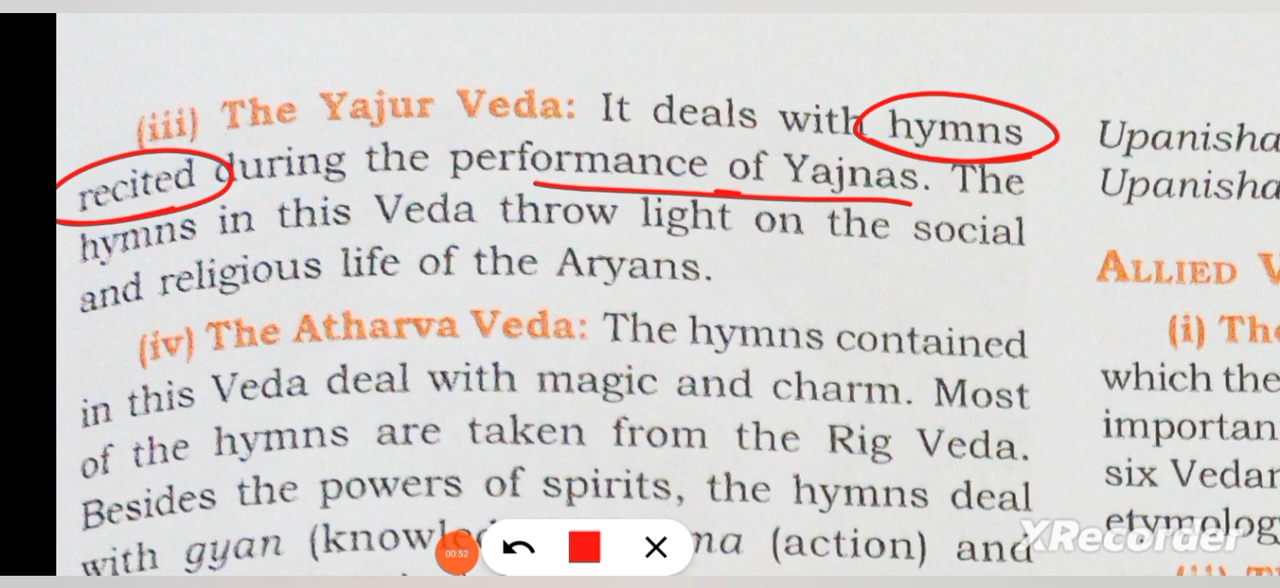 (iii) The Yajur Veda: It deals with hymns
recited during the performance of Yajnas. The
hymns in this Veda throw light on the social
and religious life of the Aryans.
(iv) The Atharva Veda: The hymns contained
in this Veda deal with magic and charm. Most
of the hymns are taken from the Rig Veda.
Besides the powers of spirits, the hymns deal
with gyan (action) and
Upanisha
Upanisha
ALLIED V
(i) The
which the
importan
six Vedan
etymolog
00:52
XRecorder